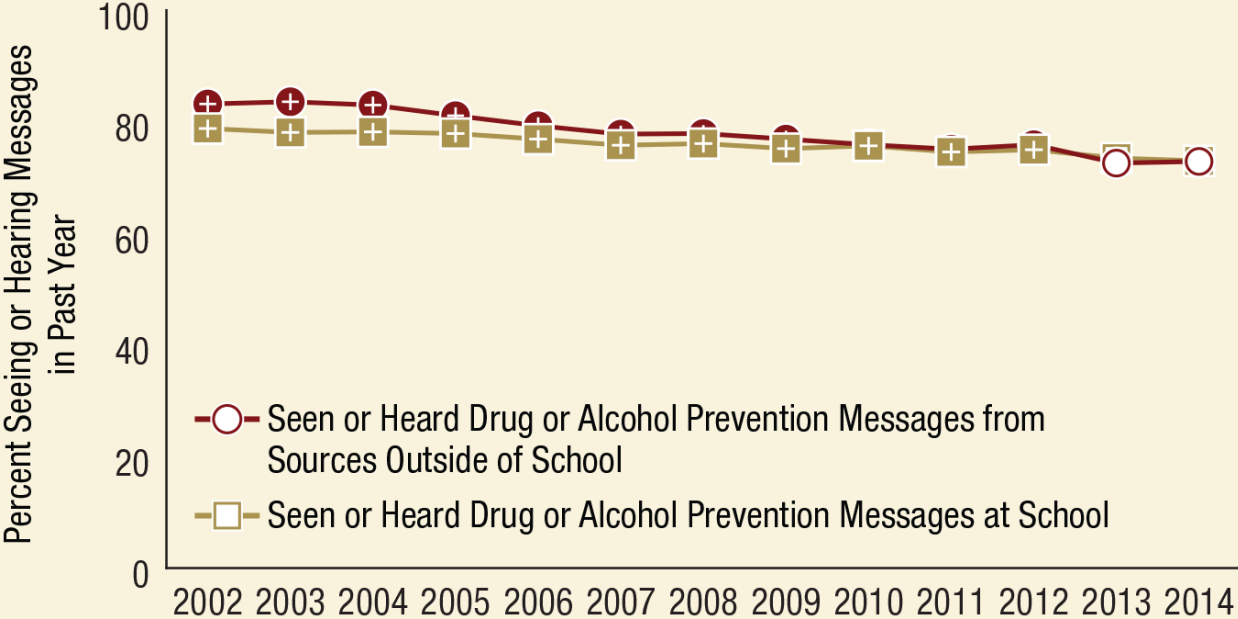 Percent Seeing or Hearing Messages
in Past Year
100
80
60
40
20
0
Seen or Heard Drug or Alcohol Prevention Messages from
Sources Outside of School
Seen or Heard Drug or Alcohol Prevention Messages at School
2002 2003 2004 2005 2006 2007 2008 2009 2010 2011 2012 2013 2014